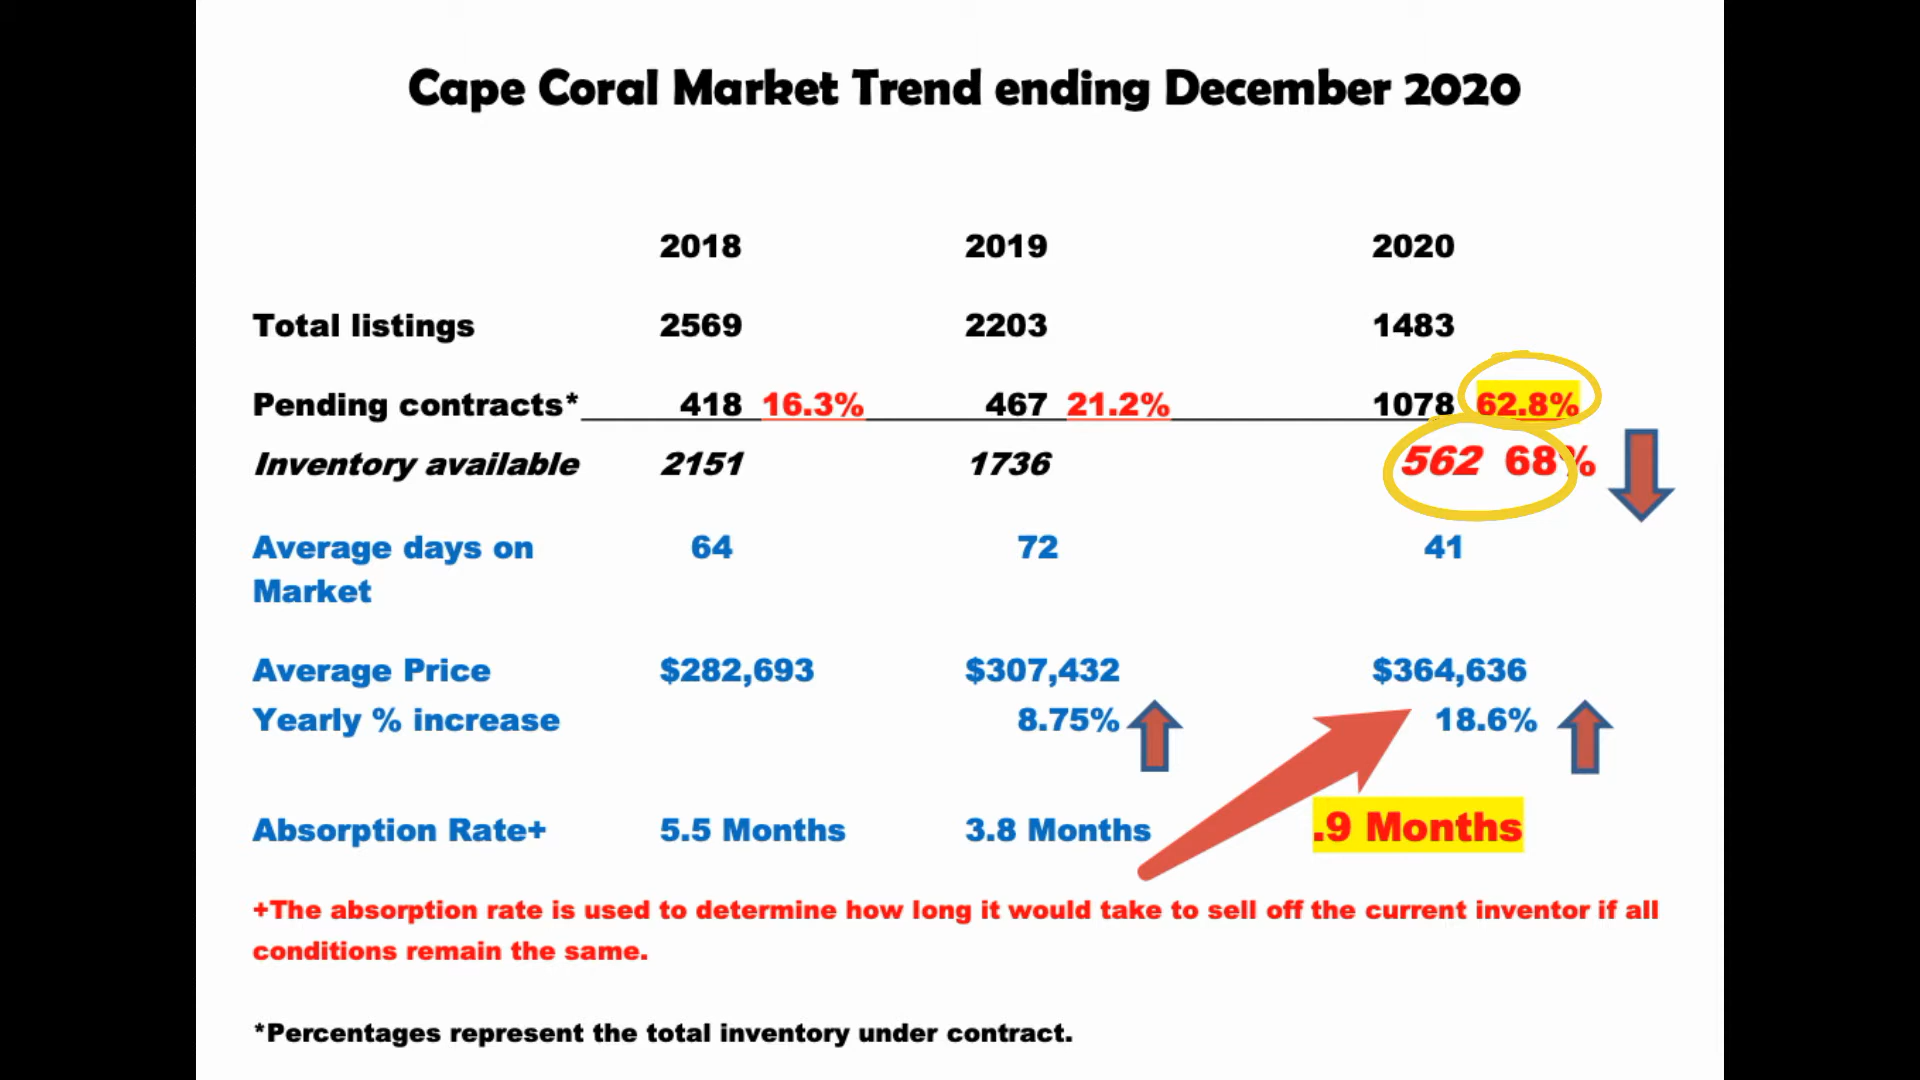 Cape Coral Market Trend ending December 2020
2018 2019 2020
Total listings 2569 2203 1483
Pending contracts* 418 16.3% 467 21.2% 1078 62.8%
Inventory available 2151 1736 562 68%
Average days on 64 72 41
Market
Average Price $282,693 $307,432 $364,636
Yearly % increase 8.75% 18.6%
Absorption Rate+ 5.5 Months 3.8 Months .9 Months
+The absorption rate is used to determine how long it would take to sell off the current inventor if all
conditions remain the same.
*Percentages represent the total inventory under contract.